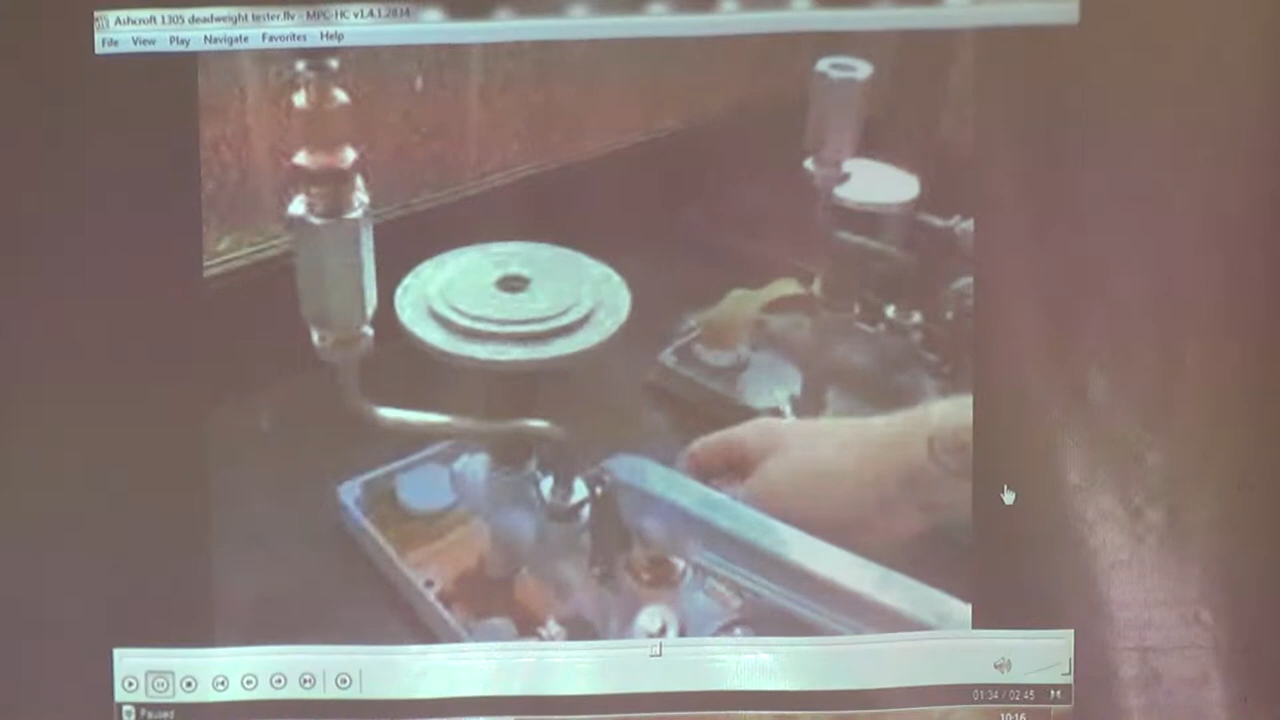 Ashcroft 1305 deadweight tester.flv - MPC-HC v1.4.1.2834
File View Play Navigate Favorites Help
01:34 / 02:45
Paused
10:16